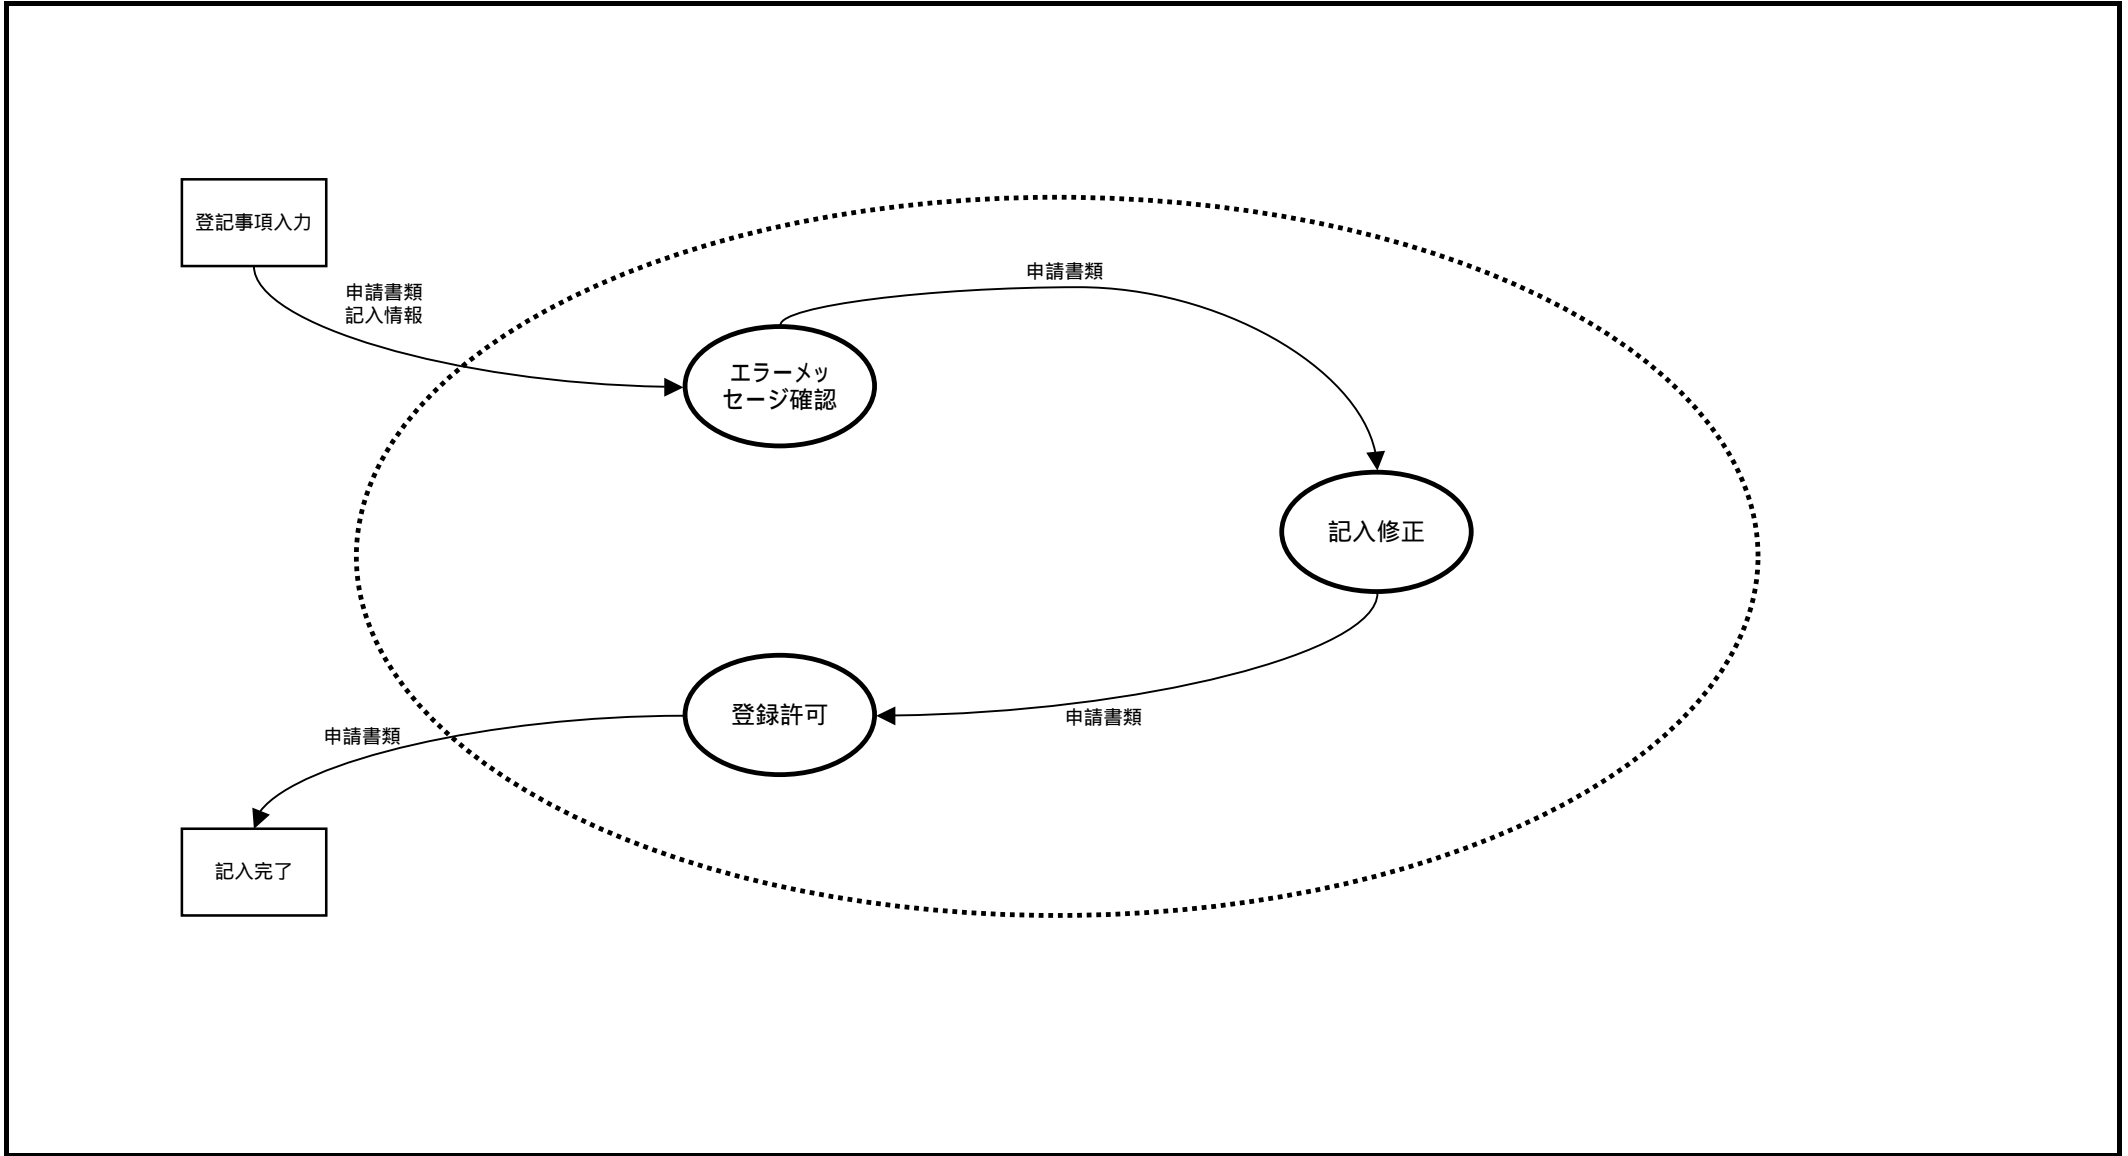 登記事項入力
申請書類
記入情報
申請書類
エラーメッ
セージ確認
記入修正
登録許可
申請書類
申請書類
記入完了